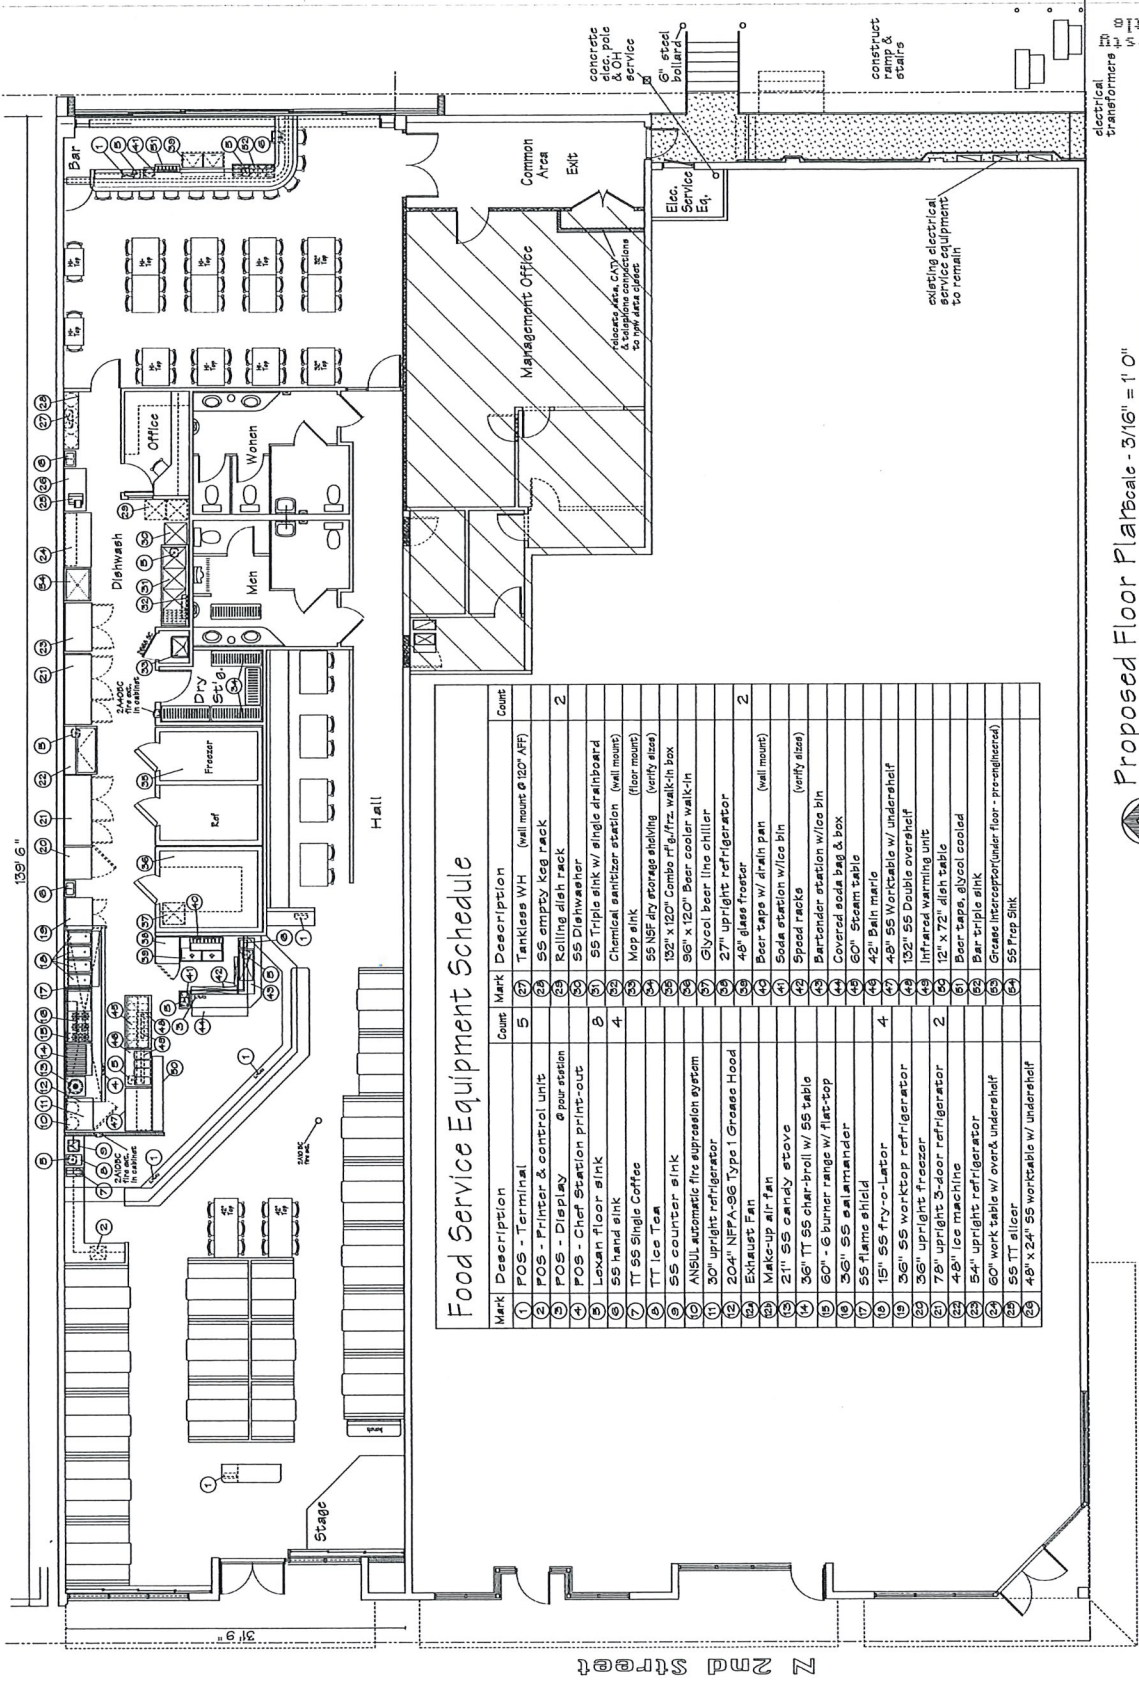 139' 6"
31' 9"
N 2nd Street
Bar
Hi-Top
32" Top
Office
Women
Men
Dishwash
Dry St'g.
Freezer
Ref
Hall
2A40BC fire ext. in cabinet
42" Top
bench
Stage
Management Office
relocate data, CATV & telephone connections to new data closet
Common Area Exit
Elec. Service Eq.
concrete elec. pole & OH service
6" steel bollard
construct ramp & stairs
electrical transformers
existing electrical service equipment to remain
Food Service Equipment Schedule
Mark Description Count
1 POS - Terminal 5
2 POS - Printer & control unit
3 POS - Display @ pour station
4 POS - Chef Station print-out
5 Lexan floor sink 8
6 SS hand sink 4
7 TT SS Single Coffee
8 TT Ice Tea
9 SS counter sink
10 ANSUL automatic fire supression system
11 30" upright refrigerator
12 204" NFPA-96 Type 1 Grease Hood
12a Exhaust Fan
12b Make-up air fan
13 21" SS candy stove
14 36" TT SS char-broil w/ SS table
15 60" - 6 burner range w/ flat-top
16 36" SS salamander
17 SS flame shield
18 15" SS fry-o-Lator 4
19 36" SS worktop refrigerator
20 36" upright freezer
21 78" upright 3-door refrigerator 2
22 48" ice machine
23 54" upright refrigerator
24 60" work table w/ over& undershelf
25 SS TT slicer
26 48" x 24" SS worktable w/ undershelf
Mark Description Count
27 Tankless WH (wall mount @ 120" AFF)
28 SS empty keg rack
29 Rolling dish rack 2
30 SS Dishwasher
31 SS Triple sink w/ single drainboard
32 Chemical sanitizer station (wall mount)
33 Mop sink (floor mount)
34 SS NSF dry storage shelving (verify sizes)
35 132" x 120" Combo rf'g./frz. walk-in box
36 96" x 120" Beer cooler walk-in
37 Glycol beer line chiller
38 27" upright refrigerator
39 48" glass froster 2
40 Beer taps w/ drain pan (wall mount)
41 Soda station w/ice bin
42 Speed racks (verify sizes)
43 Bartender station w/ice bin
44 Covered soda bag & box
45 60" Steam table
46 42" Bain marie
47 48" SS Worktable w/ undershelf
48 132" SS Double overshelf
49 Infrared warming unit
50 12" x 72" dish table
51 Beer taps, glycol cooled
52 Bar triple sink
53 Grease Interceptor(under floor - pre-engineered)
54 SS Prep Sink
Proposed Floor Plan scale - 3/16" = 1' 0"